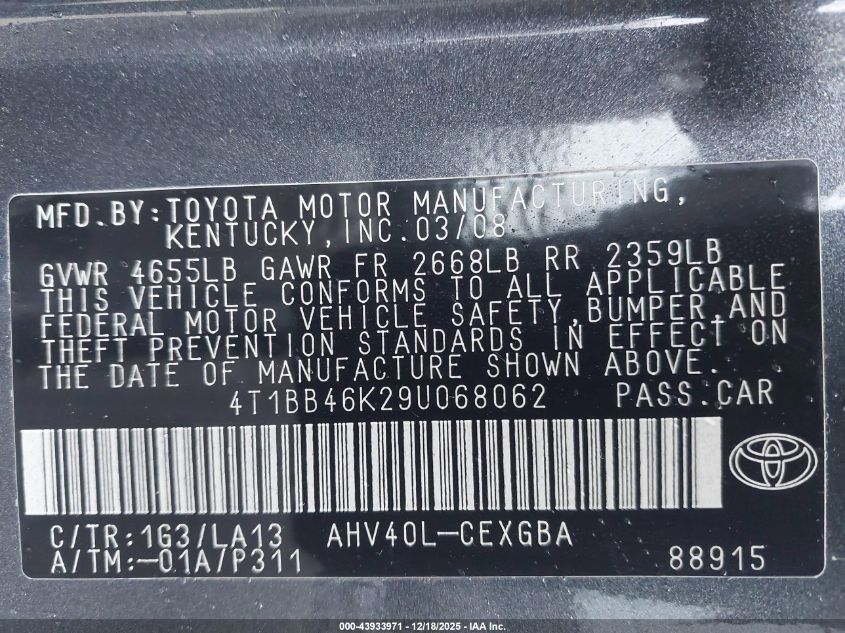 MFD.BY:TOYOTA MOTOR MANUFACTURING,
KENTUCKY,INC.03/08
GVWR 4655LB GAWR FR 2668LB RR 2359LB
THIS VEHICLE CONFORMS TO ALL APPLICABLE
FEDERAL MOTOR VEHICLE SAFETY,BUMPER,AND
THEFT PREVENTION STANDARDS IN EFFECT ON
THE DATE OF MANUFACTURE SHOWN ABOVE.
4T1BB46K29U068062 PASS.CAR
C/TR:1G3/LA13 AHV40L-CEXGBA
A/TM:-01A/P311 88915
000-43933971 - 12/18/2025 - IAA Inc.